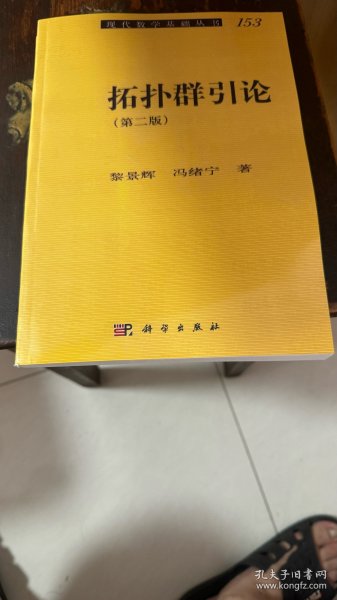 现代数学基础丛书 153
拓扑群引论
(第二版)
黎景辉 冯绪宁 著
科学出版社
孔夫子旧书网
www.kongfz.com